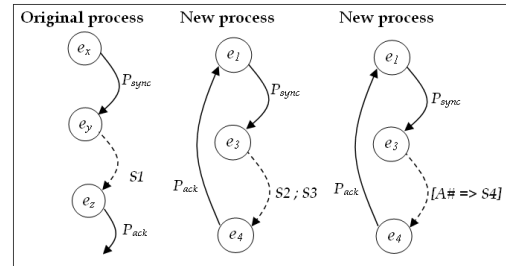 Original process New process New process
e_x e_1 e_1
P_sync P_sync P_sync
e_y e_3 e_3
S1 S2 ; S3 [A# => S4]
P_ack P_ack
e_z
P_ack
e_4 e_4